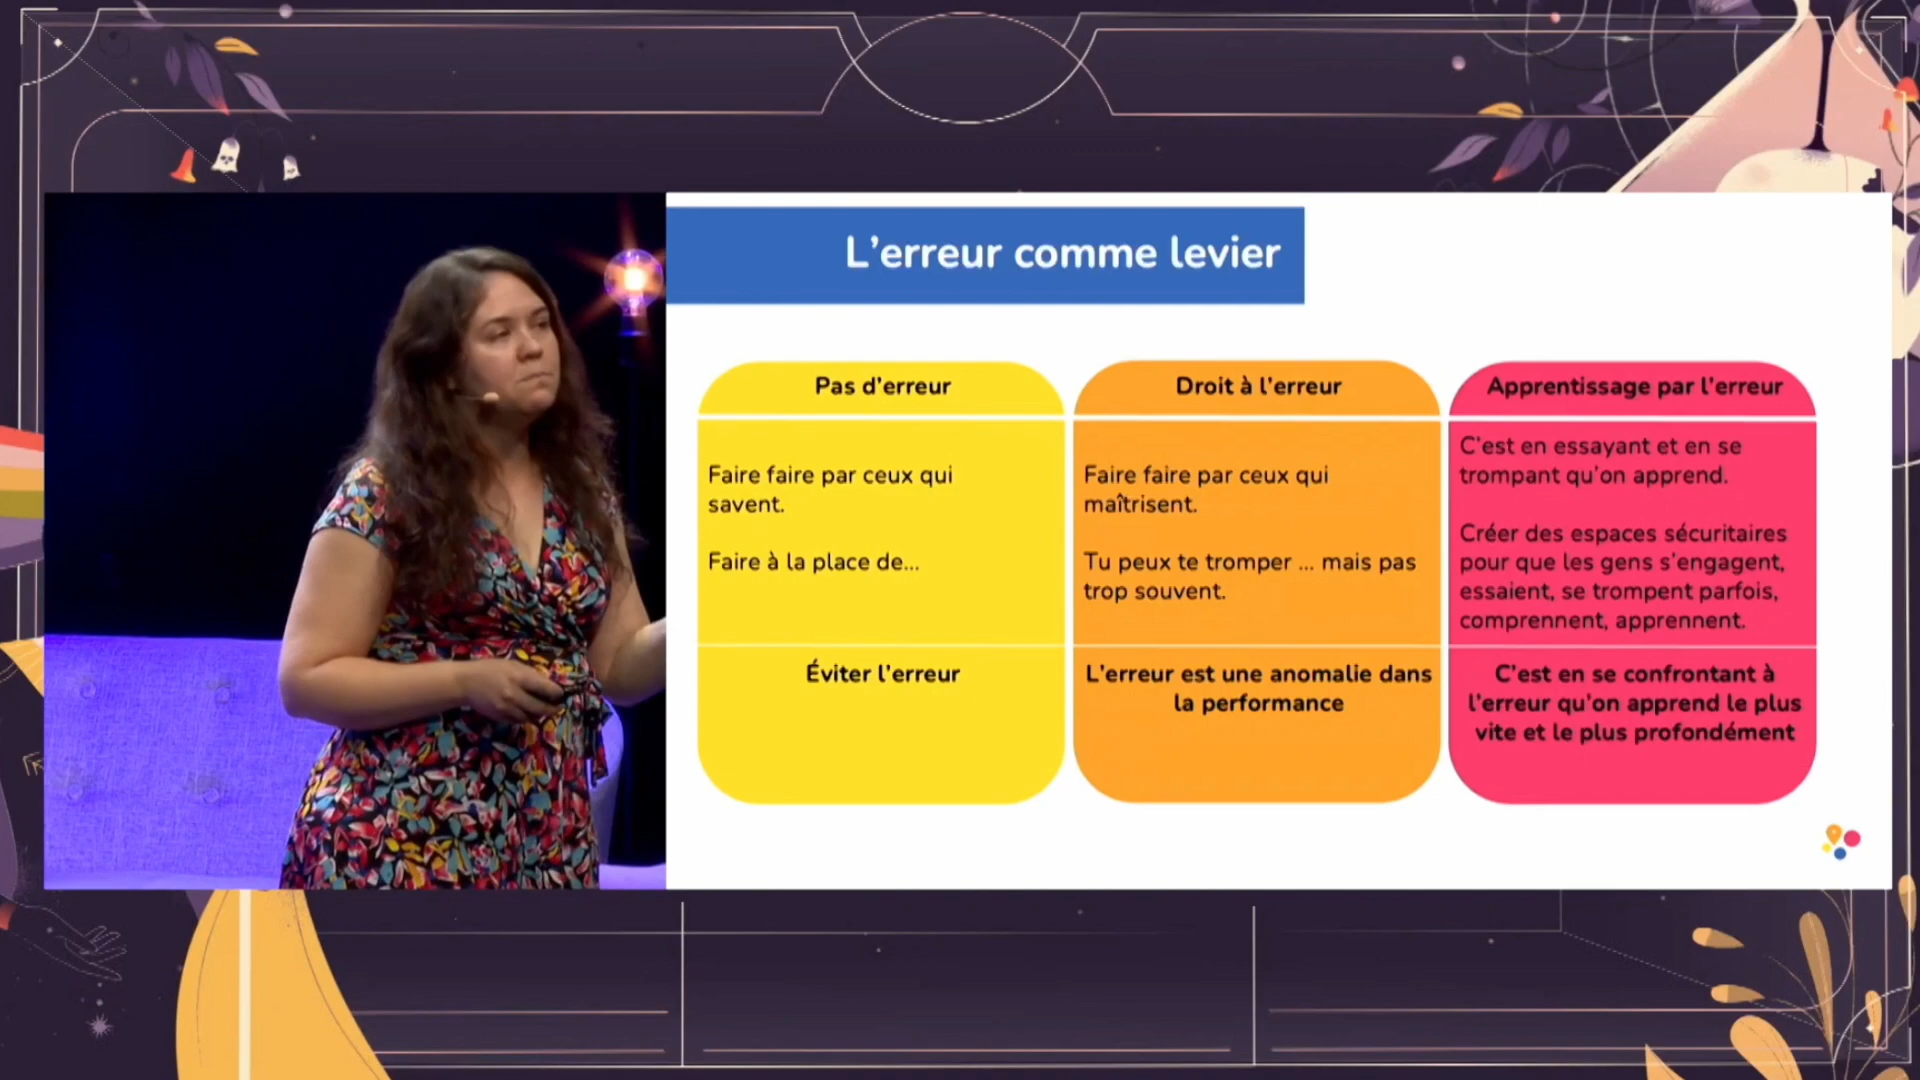 L'erreur comme levier
Pas d'erreur
Faire faire par ceux qui
savent.
Faire à la place de...
Éviter l'erreur
Droit à l'erreur
Faire faire par ceux qui
maîtrisent.
Tu peux te tromper ... mais pas
trop souvent.
L'erreur est une anomalie dans
la performance
Apprentissage par l'erreur
C'est en essayant et en se
trompant qu'on apprend.
Créer des espaces sécuritaires
pour que les gens s'engagent,
essaient, se trompent parfois,
comprennent, apprennent.
C'est en se confrontant à
l'erreur qu'on apprend le plus
vite et le plus profondément